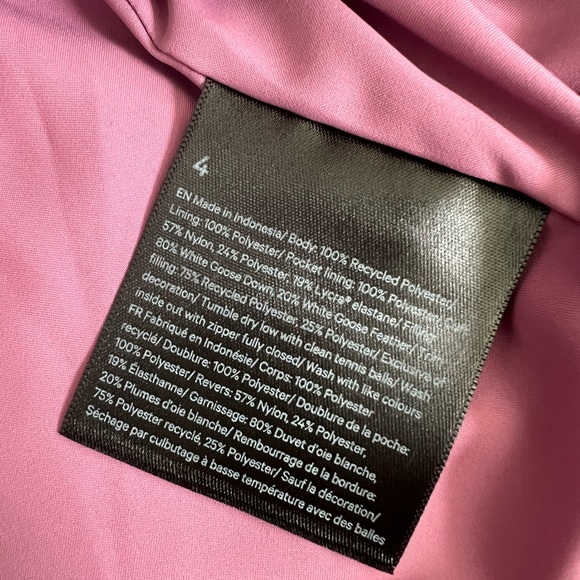 4
EN Made in Indonesia/ Body: 100% Recycled Polyester/
Lining: 100% Polyester/ Pocket lining: 100% Polyester/ Cuff:
57% Nylon, 24% Polyester, 19% Lycra® elastane/ Filling:
80% White Goose Down, 20% White Goose Feather/ Trim
filling: 75% Recycled Polyester, 25% Polyester/ Exclusive of
decoration/ Tumble dry low with clean tennis balls/ Wash
inside out with zipper fully closed/ Wash with like colours
FR Fabriqué en Indonésie/ Corps: 100% Polyester
recyclé/ Doublure: 100% Polyester/ Doublure de la poche:
100% Polyester/ Revers: 57% Nylon, 24% Polyester,
19% Élasthanne/ Garnissage: 80% Duvet d'oie blanche,
20% Plumes d'oie blanche/ Rembourrage de la bordure:
75% Polyester recyclé, 25% Polyester/ Sauf la décoration/
Séchage par culbutage à basse température avec des balles